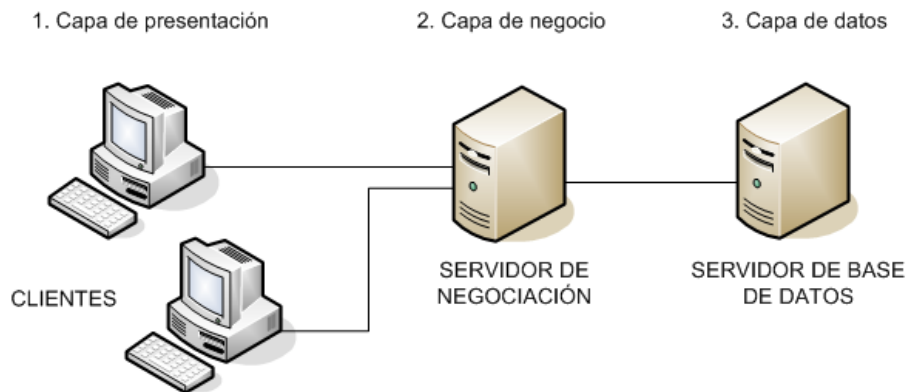 1. Capa de presentación
2. Capa de negocio
3. Capa de datos
CLIENTES
SERVIDOR DE
NEGOCIACIÓN
SERVIDOR DE BASE
DE DATOS